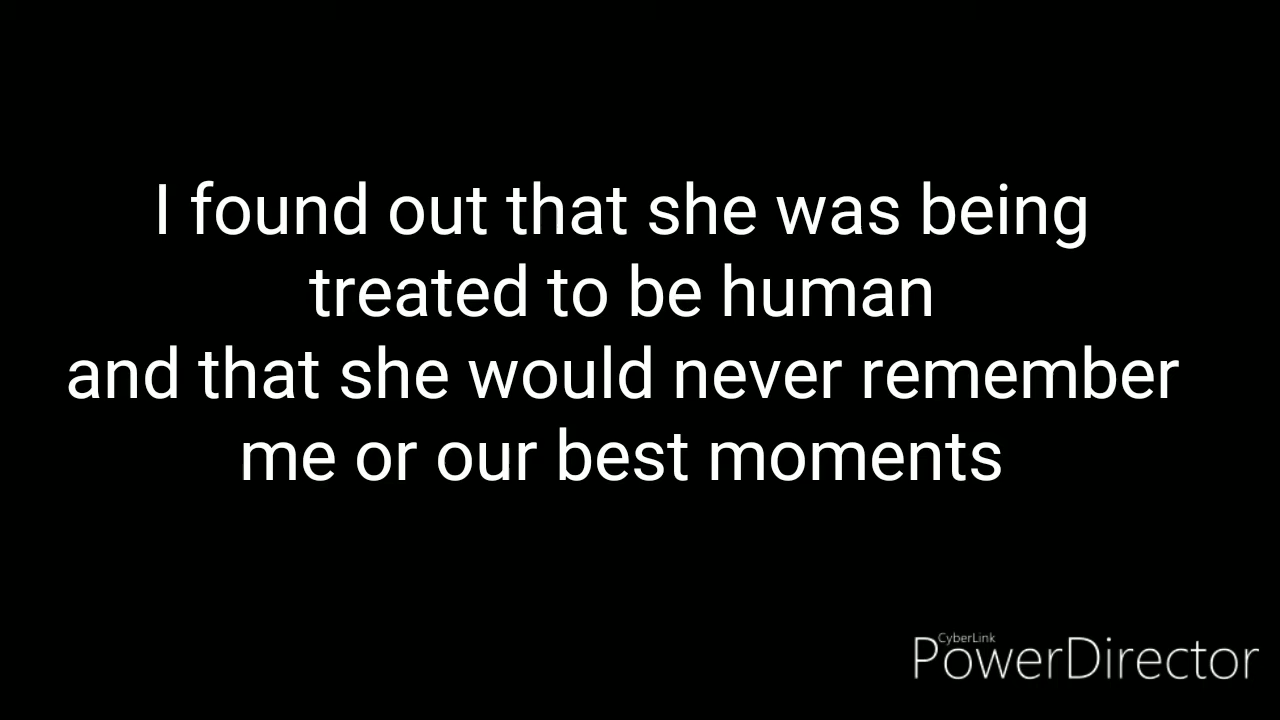 I found out that she was being
treated to be human
and that she would never remember
me or our best moments
CyberLink
PowerDirector